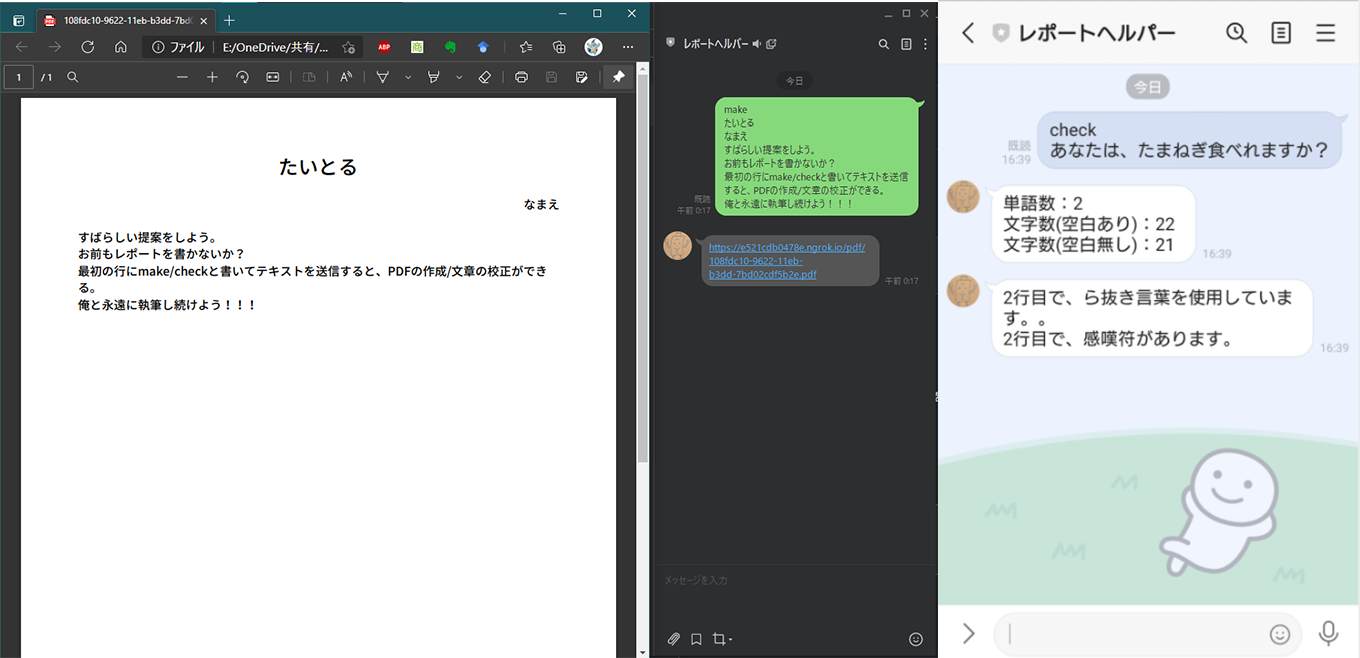 108fdc10-9622-11eb-b3dd-7bd0
ファイル
E:/OneDrive/共有/...
ABP
1
/1
たいとる
なまえ
すばらしい提案をしよう。
お前もレポートを書かないか？
最初の行にmake/checkと書いてテキストを送信すると、PDFの作成/文章の校正ができ
る。
俺と永遠に執筆し続けよう！！！
レポートヘルパー
今日
make
たいとる
なまえ
すばらしい提案をしよう。
お前もレポートを書かないか？
最初の行にmake/checkと書いてテキストを送信
すると、PDFの作成/文章の校正ができる。
俺と永遠に執筆し続けよう！！！
既読
午前 0:17
https://e521cdb0478e.ngrok.io/pdf/
108fdc10-9622-11eb-
b3dd-7bd02cdf5b2e.pdf
午前 0:17
メッセージを入力
レポートヘルパー
今日
check
あなたは、たまねぎ食べれますか？
既読
16:39
単語数：2
文字数(空白あり)：22
文字数(空白無し)：21
16:39
2行目で、ら抜き言葉を使用していま
す。。
2行目で、感嘆符があります。
16:39